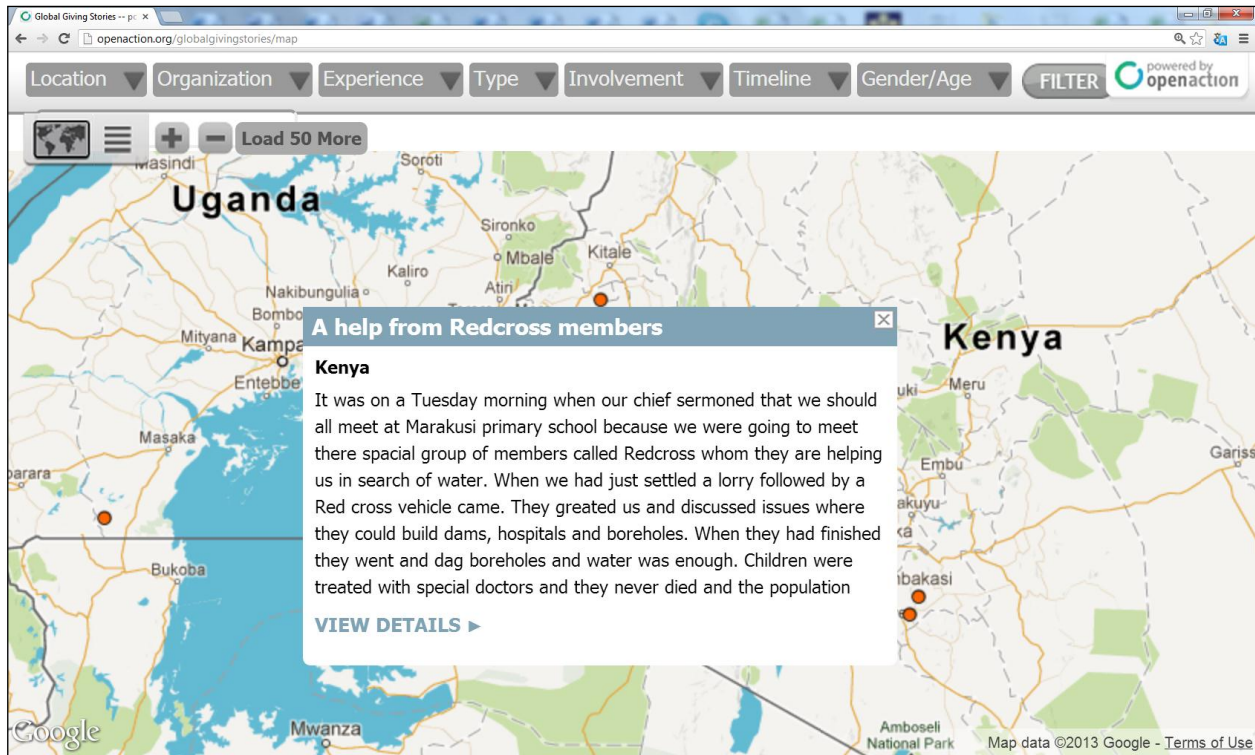 Global Giving Stories -- pc
openaction.org/globalgivingstories/map
Location Organization Experience Type Involvement Timeline Gender/Age FILTER powered by openaction
Load 50 More
Masindi
Soroti
Uganda
Sironko
Mbale
Kitale
Kaliro
Atiri
Nakibungulia
Bombo
Mityana
Kampa
Entebbe
Kenya
A help from Redcross members
Kenya
It was on a Tuesday morning when our chief sermoned that we should
all meet at Marakusi primary school because we were going to meet
there spacial group of members called Redcross whom they are helping
us in search of water. When we had just settled a lorry followed by a
Red cross vehicle came. They greated us and discussed issues where
they could build dams, hospitals and boreholes. When they had finished
they went and dag boreholes and water was enough. Children were
treated with special doctors and they never died and the population
VIEW DETAILS ►
uki
Meru
Masaka
Gariss
Embu
barara
akuyu
ka
Bukoba
nbakasi
Mwanza
Amboseli
National Park
Google
Map data ©2013 Google - Terms of Use